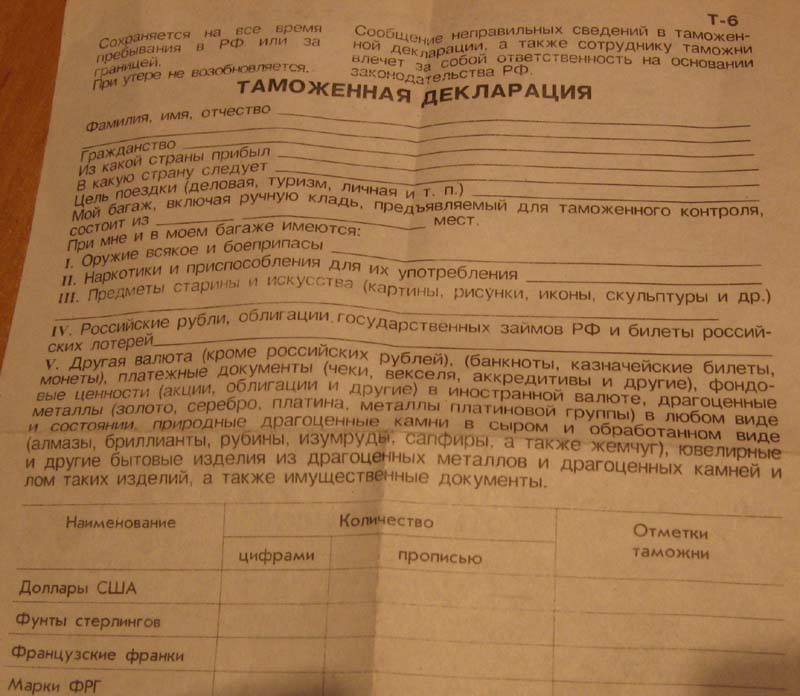 Т-6
Сохраняется на все время
пребывания в РФ или за
границей.
При утере не возобновляется.
Сообщение неправильных сведений в таможен-
ной декларации, а также сотруднику таможни
влечет за собой ответственность на основании
законодательства РФ.
ТАМОЖЕННАЯ ДЕКЛАРАЦИЯ
Фамилия, имя, отчество
Гражданство
Из какой страны прибыл
В какую страну следует
Цель поездки (деловая, туризм, личная и т. п.)
Мой багаж, включая ручную кладь, предъявляемый для таможенного контроля,
состоит из мест.
При мне и в моем багаже имеются:
I. Оружие всякое и боеприпасы
II. Наркотики и приспособления для их употребления
III. Предметы старины и искусства (картины, рисунки, иконы, скульптуры и др.)
IV. Российские рубли, облигации государственных займов РФ и билеты россий-
ских лотерей
V. Другая валюта (кроме российских рублей), (банкноты, казначейские билеты,
монеты), платежные документы (чеки, векселя, аккредитивы и другие), фондо-
вые ценности (акции, облигации и другие) в иностранной валюте, драгоценные
металлы (золото, серебро, платина, металлы платиновой группы) в любом виде
и состоянии, природные драгоценные камни в сыром и обработанном виде
(алмазы, бриллианты, рубины, изумруды, сапфиры, а также жемчуг), ювелирные
и другие бытовые изделия из драгоценных металлов и драгоценных камней и
лом таких изделий, а также имущественные документы.
Наименование
Количество
Отметки
таможни
цифрами
прописью
Доллары США
Фунты стерлингов
Французские франки
Марки ФРГ